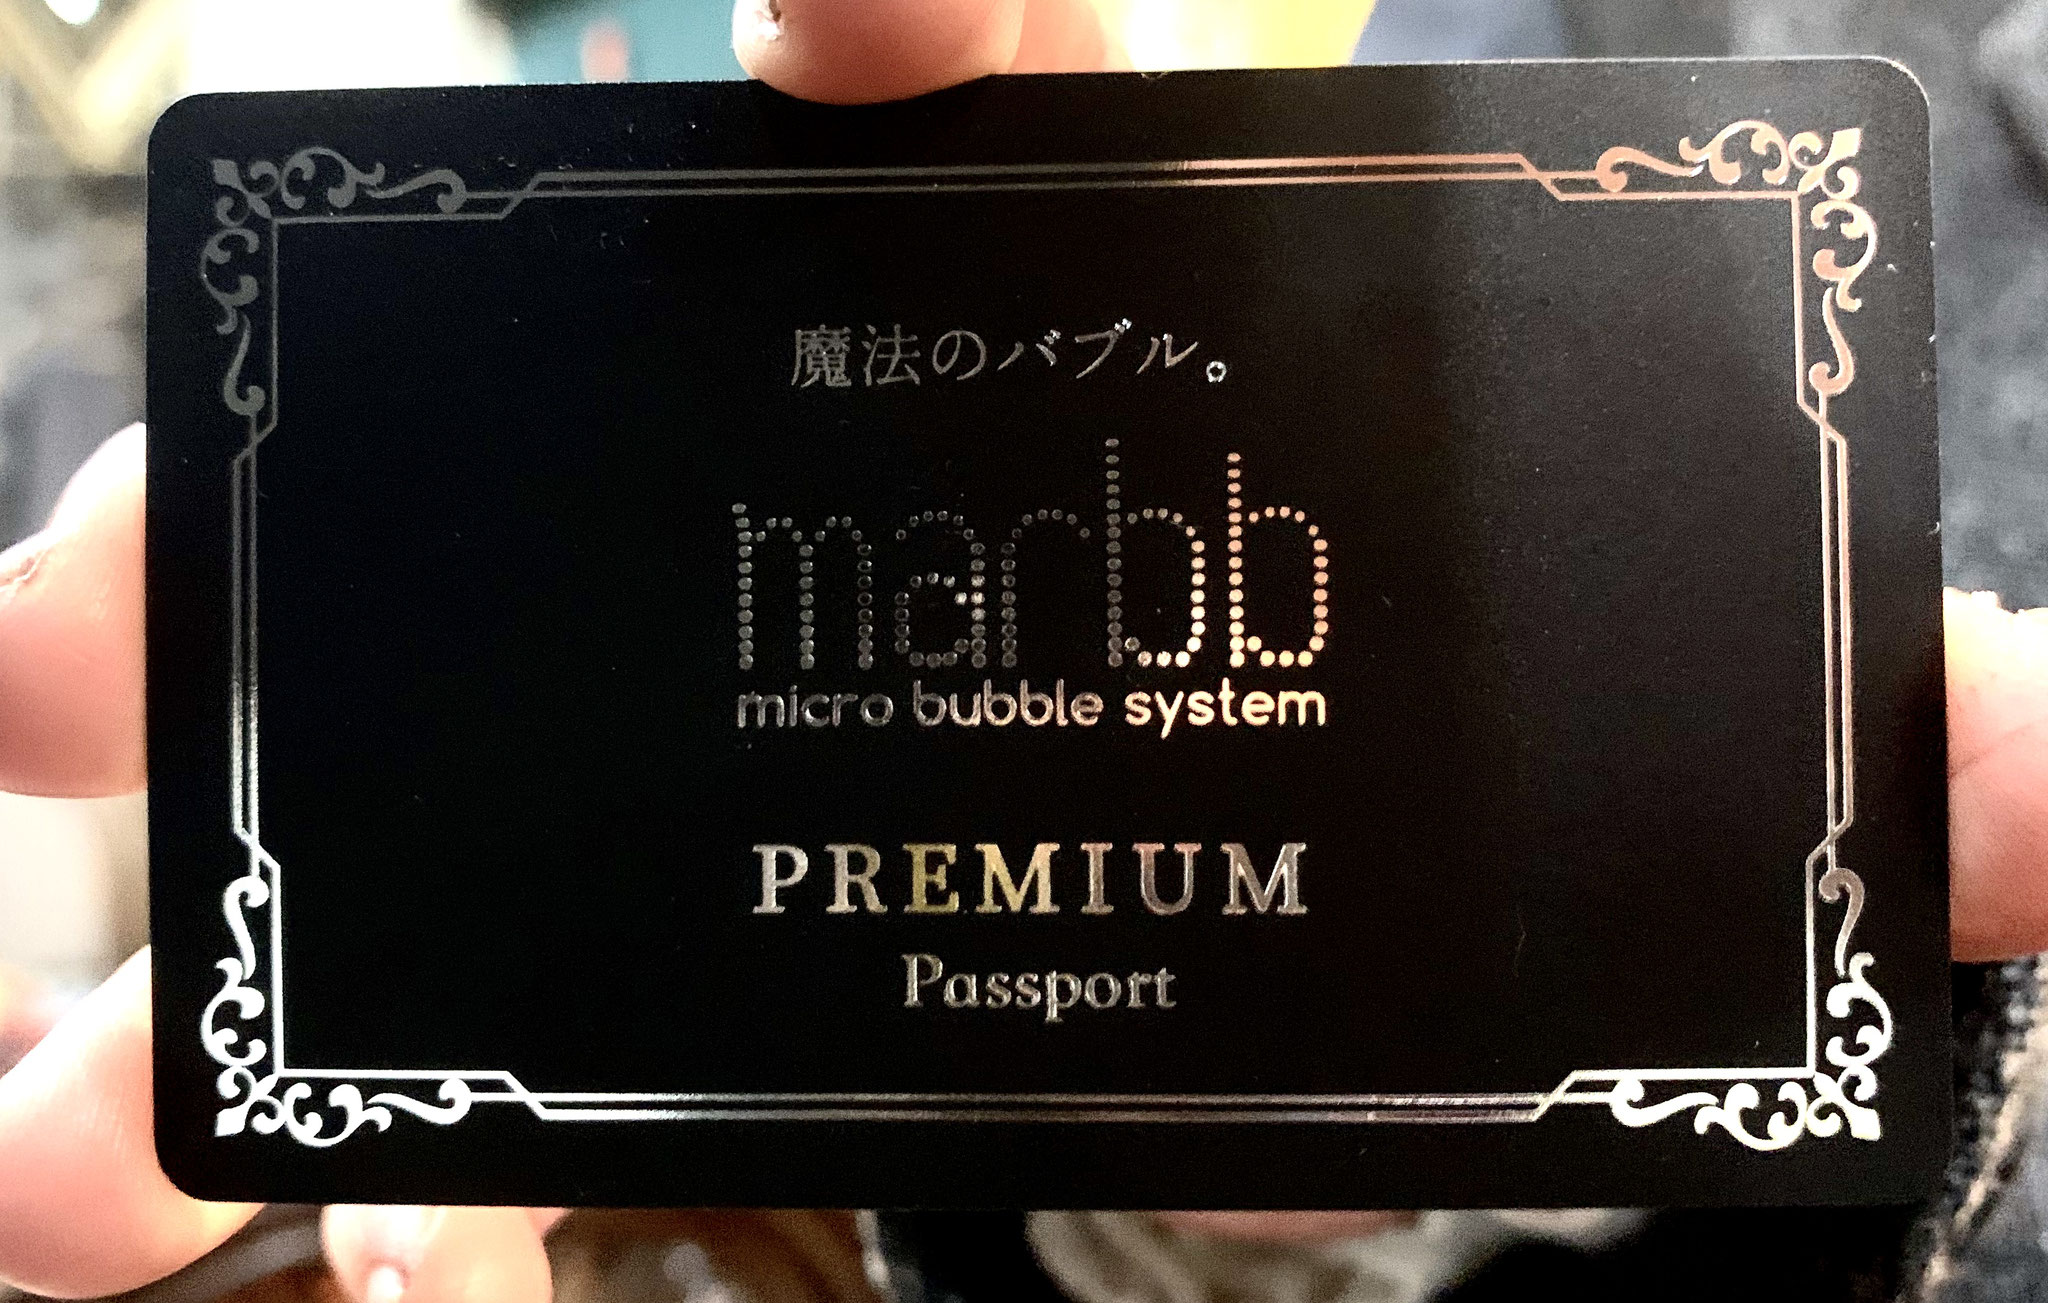 魔法のバブル。
marbb
micro bubble system
PREMIUM
Passport